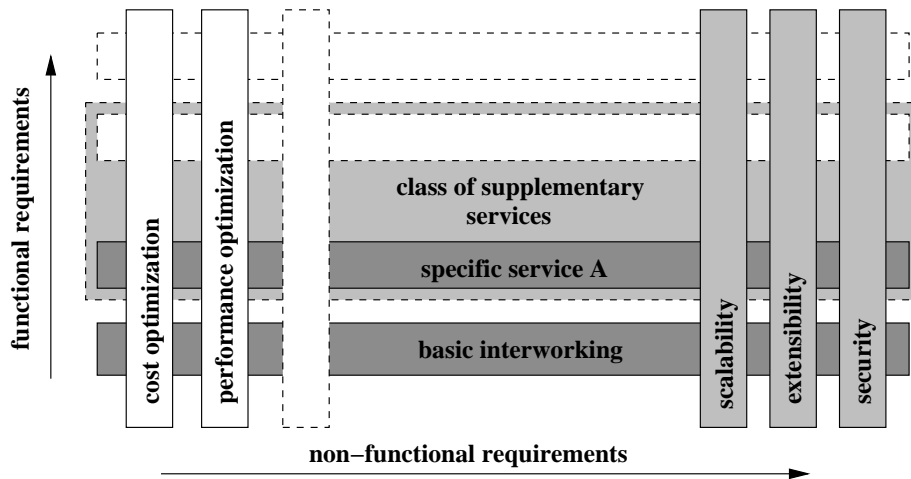 functional requirements
cost optimization
performance optimization
class of supplementary
services
specific service A
basic interworking
scalability
extensibility
security
non−functional requirements